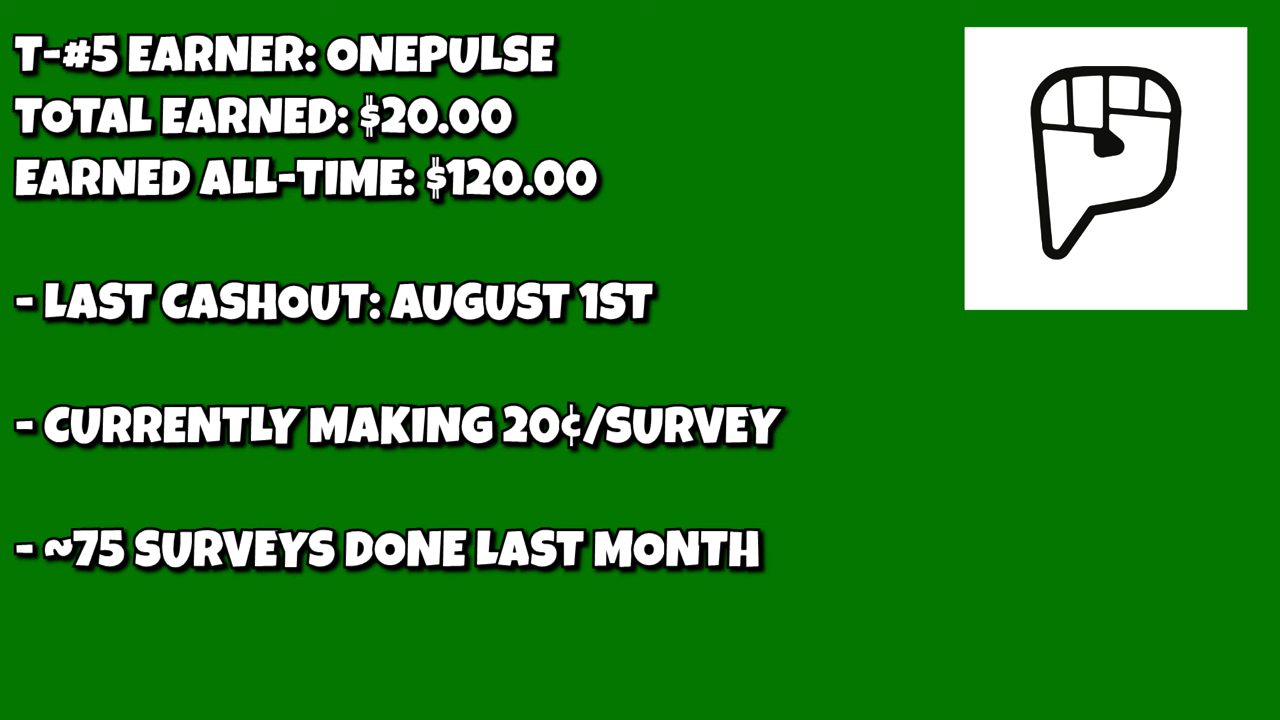 T-#5 EARNER: ONEPULSE
TOTAL EARNED: $20.00
EARNED ALL-TIME: $120.00
- LAST CASHOUT: AUGUST 1ST
- CURRENTLY MAKING 20¢/SURVEY
- ~75 SURVEYS DONE LAST MONTH